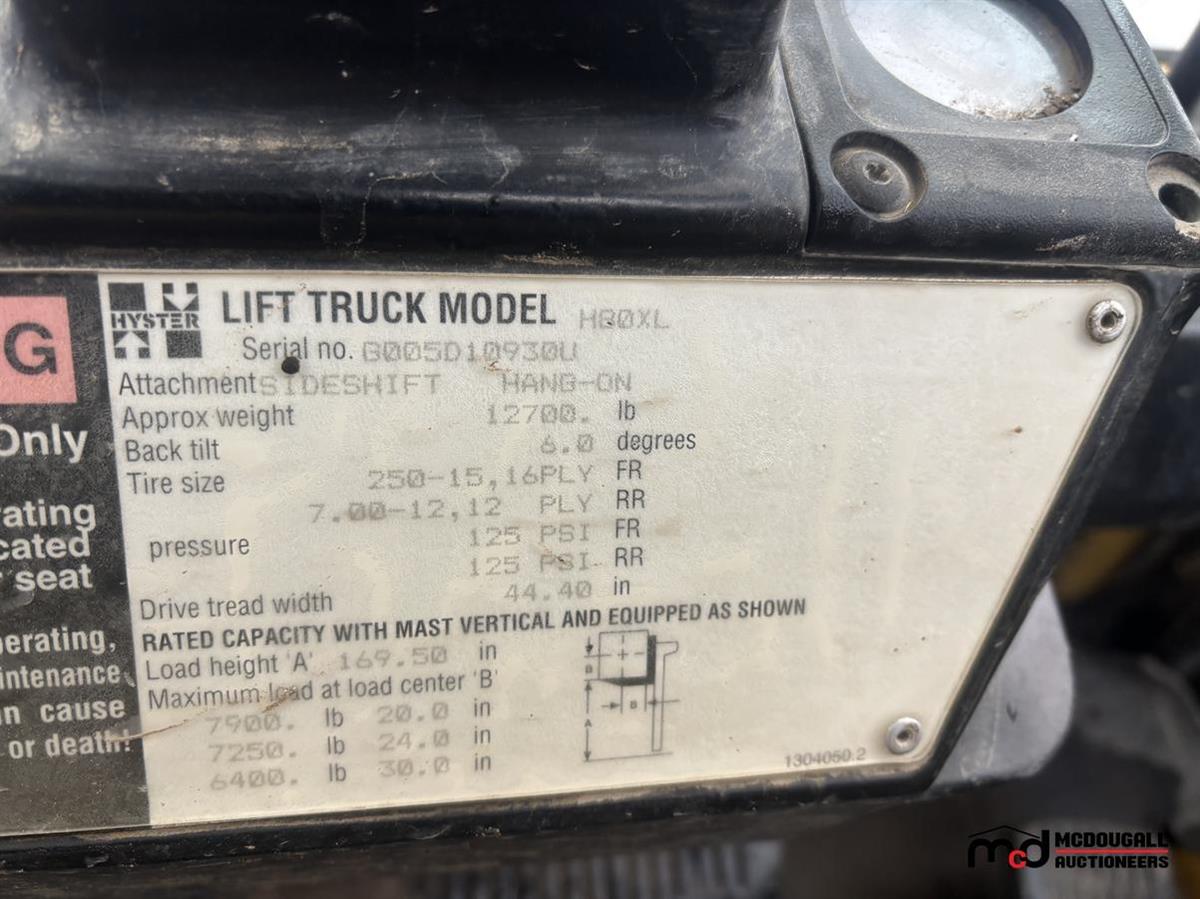 G
Only
rating
cated
r seat
perating,
intenance
n cause
or death!
HYSTER
LIFT TRUCK MODEL H80XL
Serial no. G005D10930U
Attachment SIDESHIFT HANG-ON
Approx weight 12700. lb
Back tilt 6.0 degrees
Tire size 250-15,16PLY FR
7.00-12,12 PLY RR
pressure 125 PSI FR
125 PSI RR
Drive tread width 44.40 in
RATED CAPACITY WITH MAST VERTICAL AND EQUIPPED AS SHOWN
Load height 'A' 169.50 in
Maximum load at load center 'B'
7900. lb 20.0 in
7250. lb 24.0 in
6400. lb 30.0 in
B
B
A
1304050.2
mcd MCDOUGALL
AUCTIONEERS